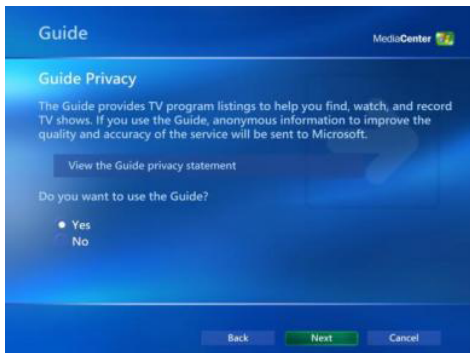 Guide
MediaCenter
Guide Privacy
The Guide provides TV program listings to help you find, watch, and record
TV shows. If you use the Guide, anonymous information to improve the
quality and accuracy of the service will be sent to Microsoft.
View the Guide privacy statement
Do you want to use the Guide?
Yes
No
Back Next Cancel